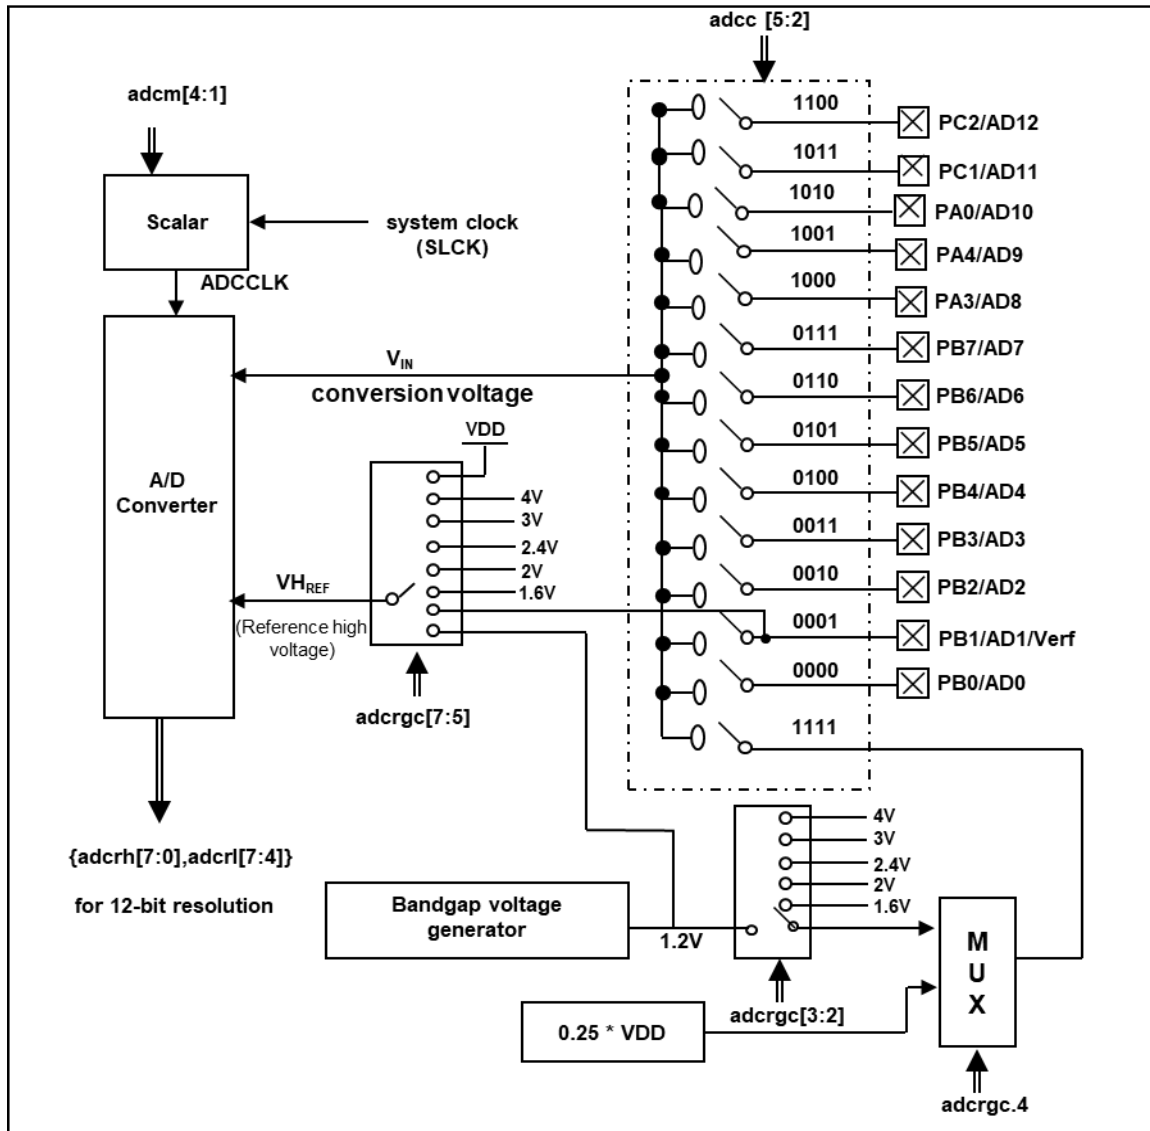 adcc [5:2]
adcm[4:1]
1100
PC2/AD12
1011
PC1/AD11
Scalar
system clock
(SLCK)
1010
PA0/AD10
1001
PA4/AD9
ADCCLK
1000
PA3/AD8
0111
PB7/AD7
VIN
conversion voltage
0110
PB6/AD6
VDD
0101
PB5/AD5
A/D
Converter
4V
3V
2.4V
2V
1.6V
0100
PB4/AD4
0011
PB3/AD3
VHREF
(Reference high
voltage)
0010
PB2/AD2
0001
PB1/AD1/Verf
0000
PB0/AD0
adcrgc[7:5]
1111
{adcrh[7:0],adcrl[7:4]}
for 12-bit resolution
4V
3V
2.4V
2V
1.6V
Bandgap voltage
generator
1.2V
M
U
X
adcrgc[3:2]
0.25 * VDD
adcrgc.4